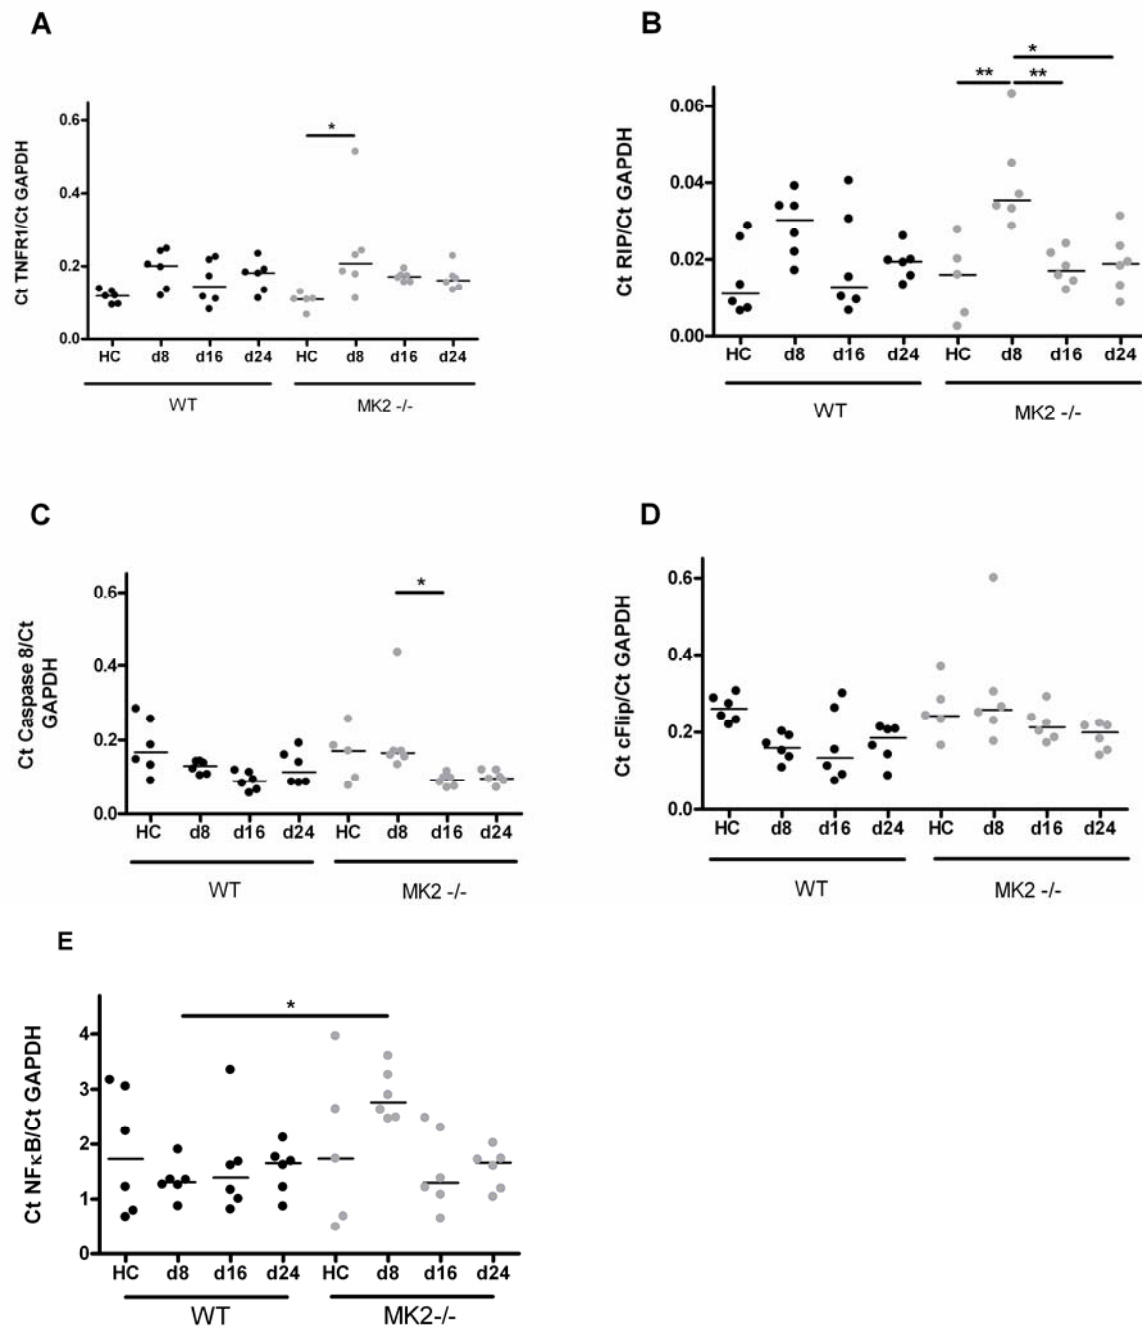 A
Ct TNFR1/Ct GAPDH
0.6
0.4
0.2
0.0
*
HC d8 d16 d24 HC d8 d16 d24
WT MK2 -/-
B
Ct RIP/Ct GAPDH
0.06
0.04
0.02
0.00
*
** **
HC d8 d16 d24 HC d8 d16 d24
WT MK2 -/-
C
Ct Caspase 8/Ct
GAPDH
0.6
0.4
0.2
0.0
*
HC d8 d16 d24 HC d8 d16 d24
WT MK2 -/-
D
Ct cFlip/Ct GAPDH
0.6
0.4
0.2
0.0
HC d8 d16 d24 HC d8 d16 d24
WT MK2 -/-
E
Ct NFκB/Ct GAPDH
4
3
2
1
0
*
HC d8 d16 d24 HC d8 d16 d24
WT MK2-/-